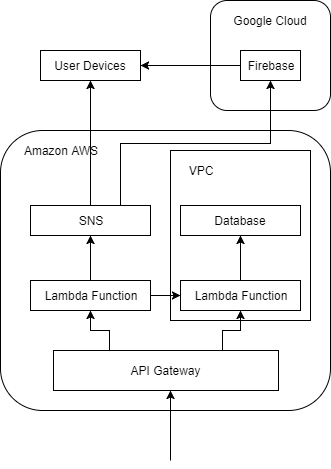 Google Cloud
User Devices
Firebase
Amazon AWS
VPC
SNS
Database
Lambda Function
Lambda Function
API Gateway